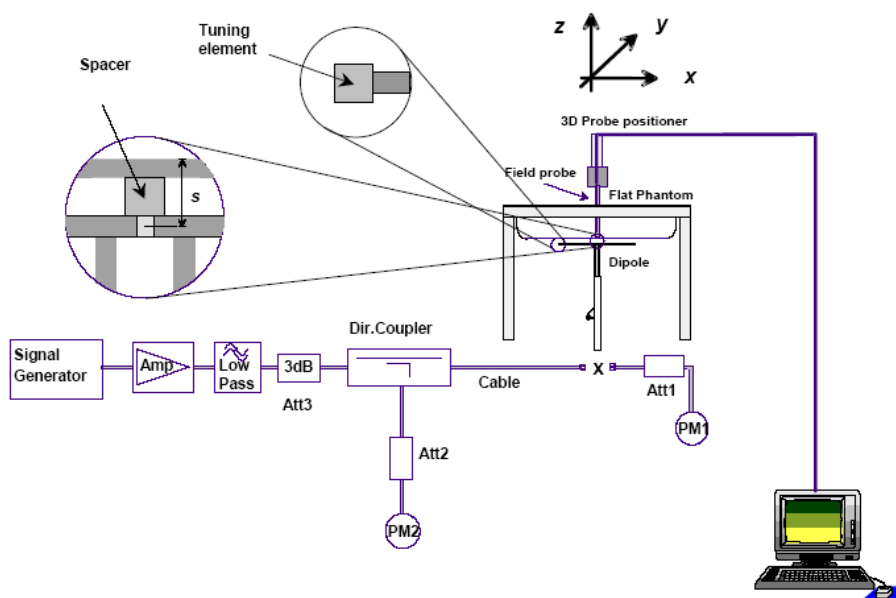 Tuning
element
Spacer
s
z
y
x
3D Probe positioner
Field probe
Flat Phantom
Dipole
Dir.Coupler
Signal
Generator
Amp
Low
Pass
3dB
Att3
Cable
X
Att1
PM1
Att2
PM2